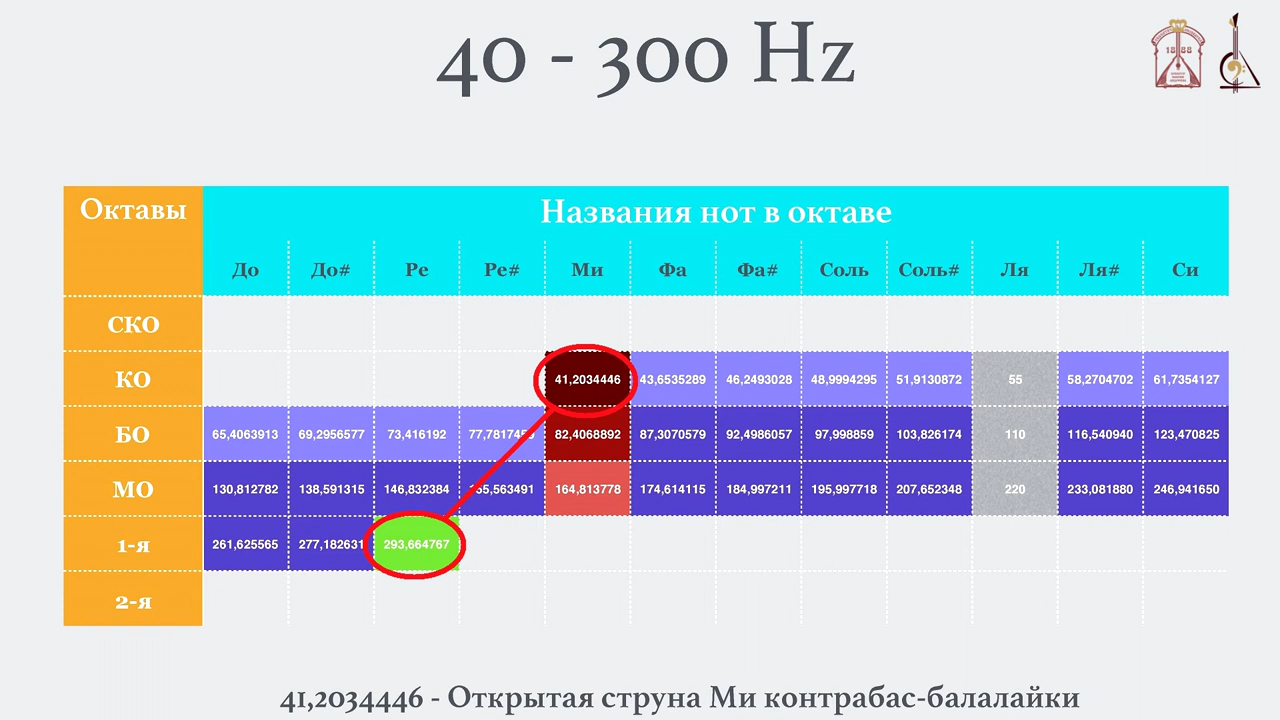 40 - 300 Hz
1888
Октавы
Названия нот в октаве
До До# Ре Ре# Ми Фа Фа# Соль Соль# Ля Ля# Си
СКО
КО 41,2034446 43,6535289 46,2493028 48,9994295 51,9130872 55 58,2704702 61,7354127
БО 65,4063913 69,2956577 73,416192 82,4068892 87,3070579 92,4986057 97,998859 103,826174 110 116,540940 123,470825
МО 130,812782 138,591315 146,832384 164,813778 174,614115 184,997211 195,997718 207,652348 220 233,081880 246,941650
1-я 261,625565 277,182631 293,664767
2-я
41,2034446 - Открытая струна Ми контрабас-балалайки